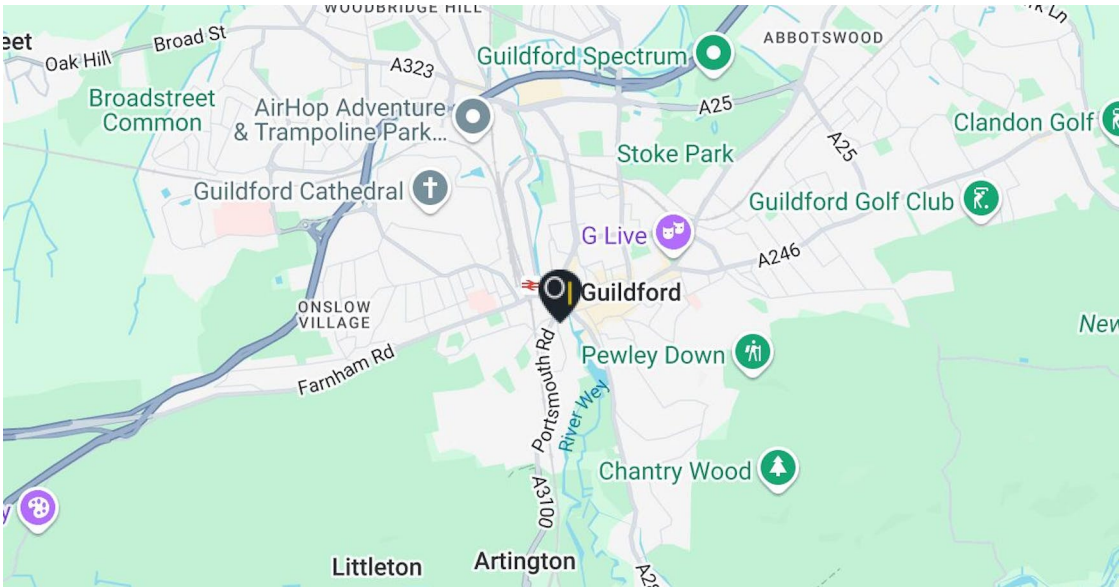 WOODBRIDGE HILL
Broad St
Oak Hill
A323
Guildford Spectrum
ABBOTSWOOD
Broadstreet
Common
AirHop Adventure
& Trampoline Park...
A25
A25
Clandon Golf
Stoke Park
Guildford Cathedral
Guildford Golf Club
G Live
A246
Guildford
ONSLOW
VILLAGE
Farnham Rd
Portsmouth Rd
River Wey
Pewley Down
Chantry Wood
A3100
Littleton
Artington